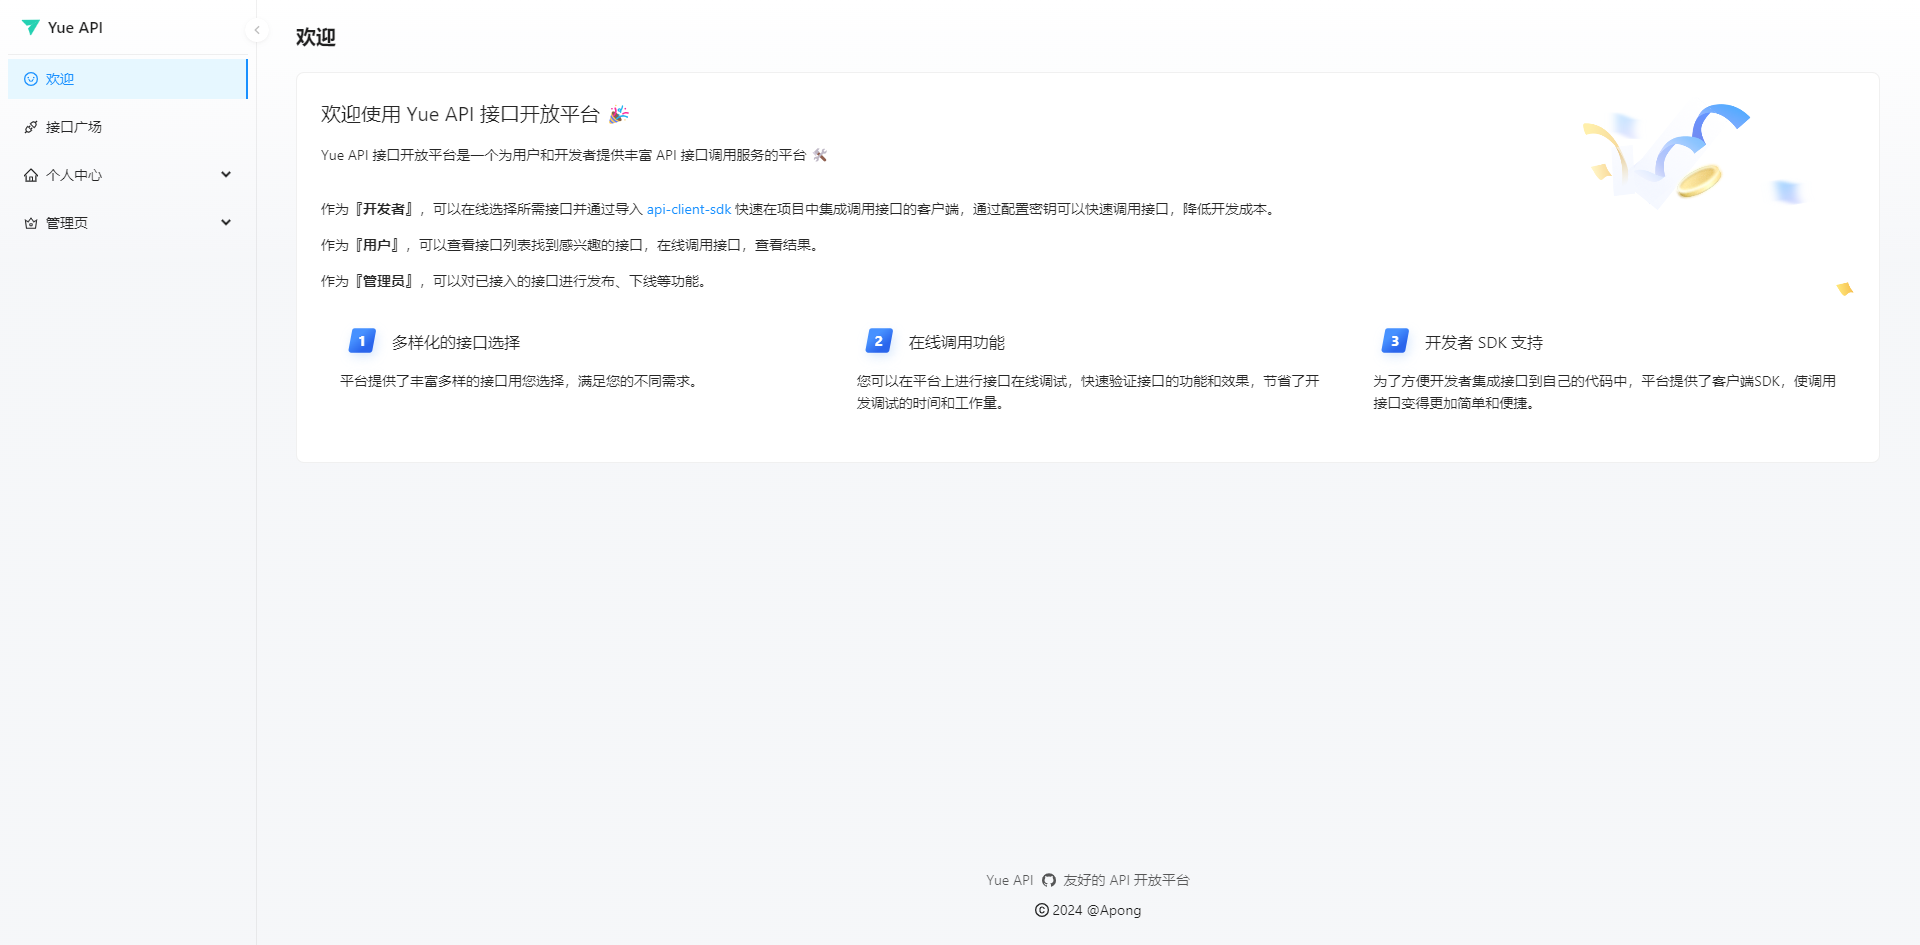 Yue API
欢迎
接口广场
个人中心
管理页
欢迎
欢迎使用 Yue API 接口开放平台 🎉
Yue API 接口开放平台是一个为用户和开发者提供丰富 API 接口调用服务的平台 🛠
作为『开发者』，可以在线选择所需接口并通过导入 api-client-sdk 快速在项目中集成调用接口的客户端，通过配置密钥可以快速调用接口，降低开发成本。
作为『用户』，可以查看接口列表找到感兴趣的接口，在线调用接口，查看结果。
作为『管理员』，可以对已接入的接口进行发布、下线等功能。
1 多样化的接口选择
平台提供了丰富多样的接口用您选择，满足您的不同需求。
2 在线调用功能
您可以在平台上进行接口在线调试，快速验证接口的功能和效果，节省了开
发调试的时间和工作量。
3 开发者 SDK 支持
为了方便开发者集成接口到自己的代码中，平台提供了客户端SDK，使调用
接口变得更加简单和便捷。
Yue API 友好的 API 开放平台
© 2024 @Apong